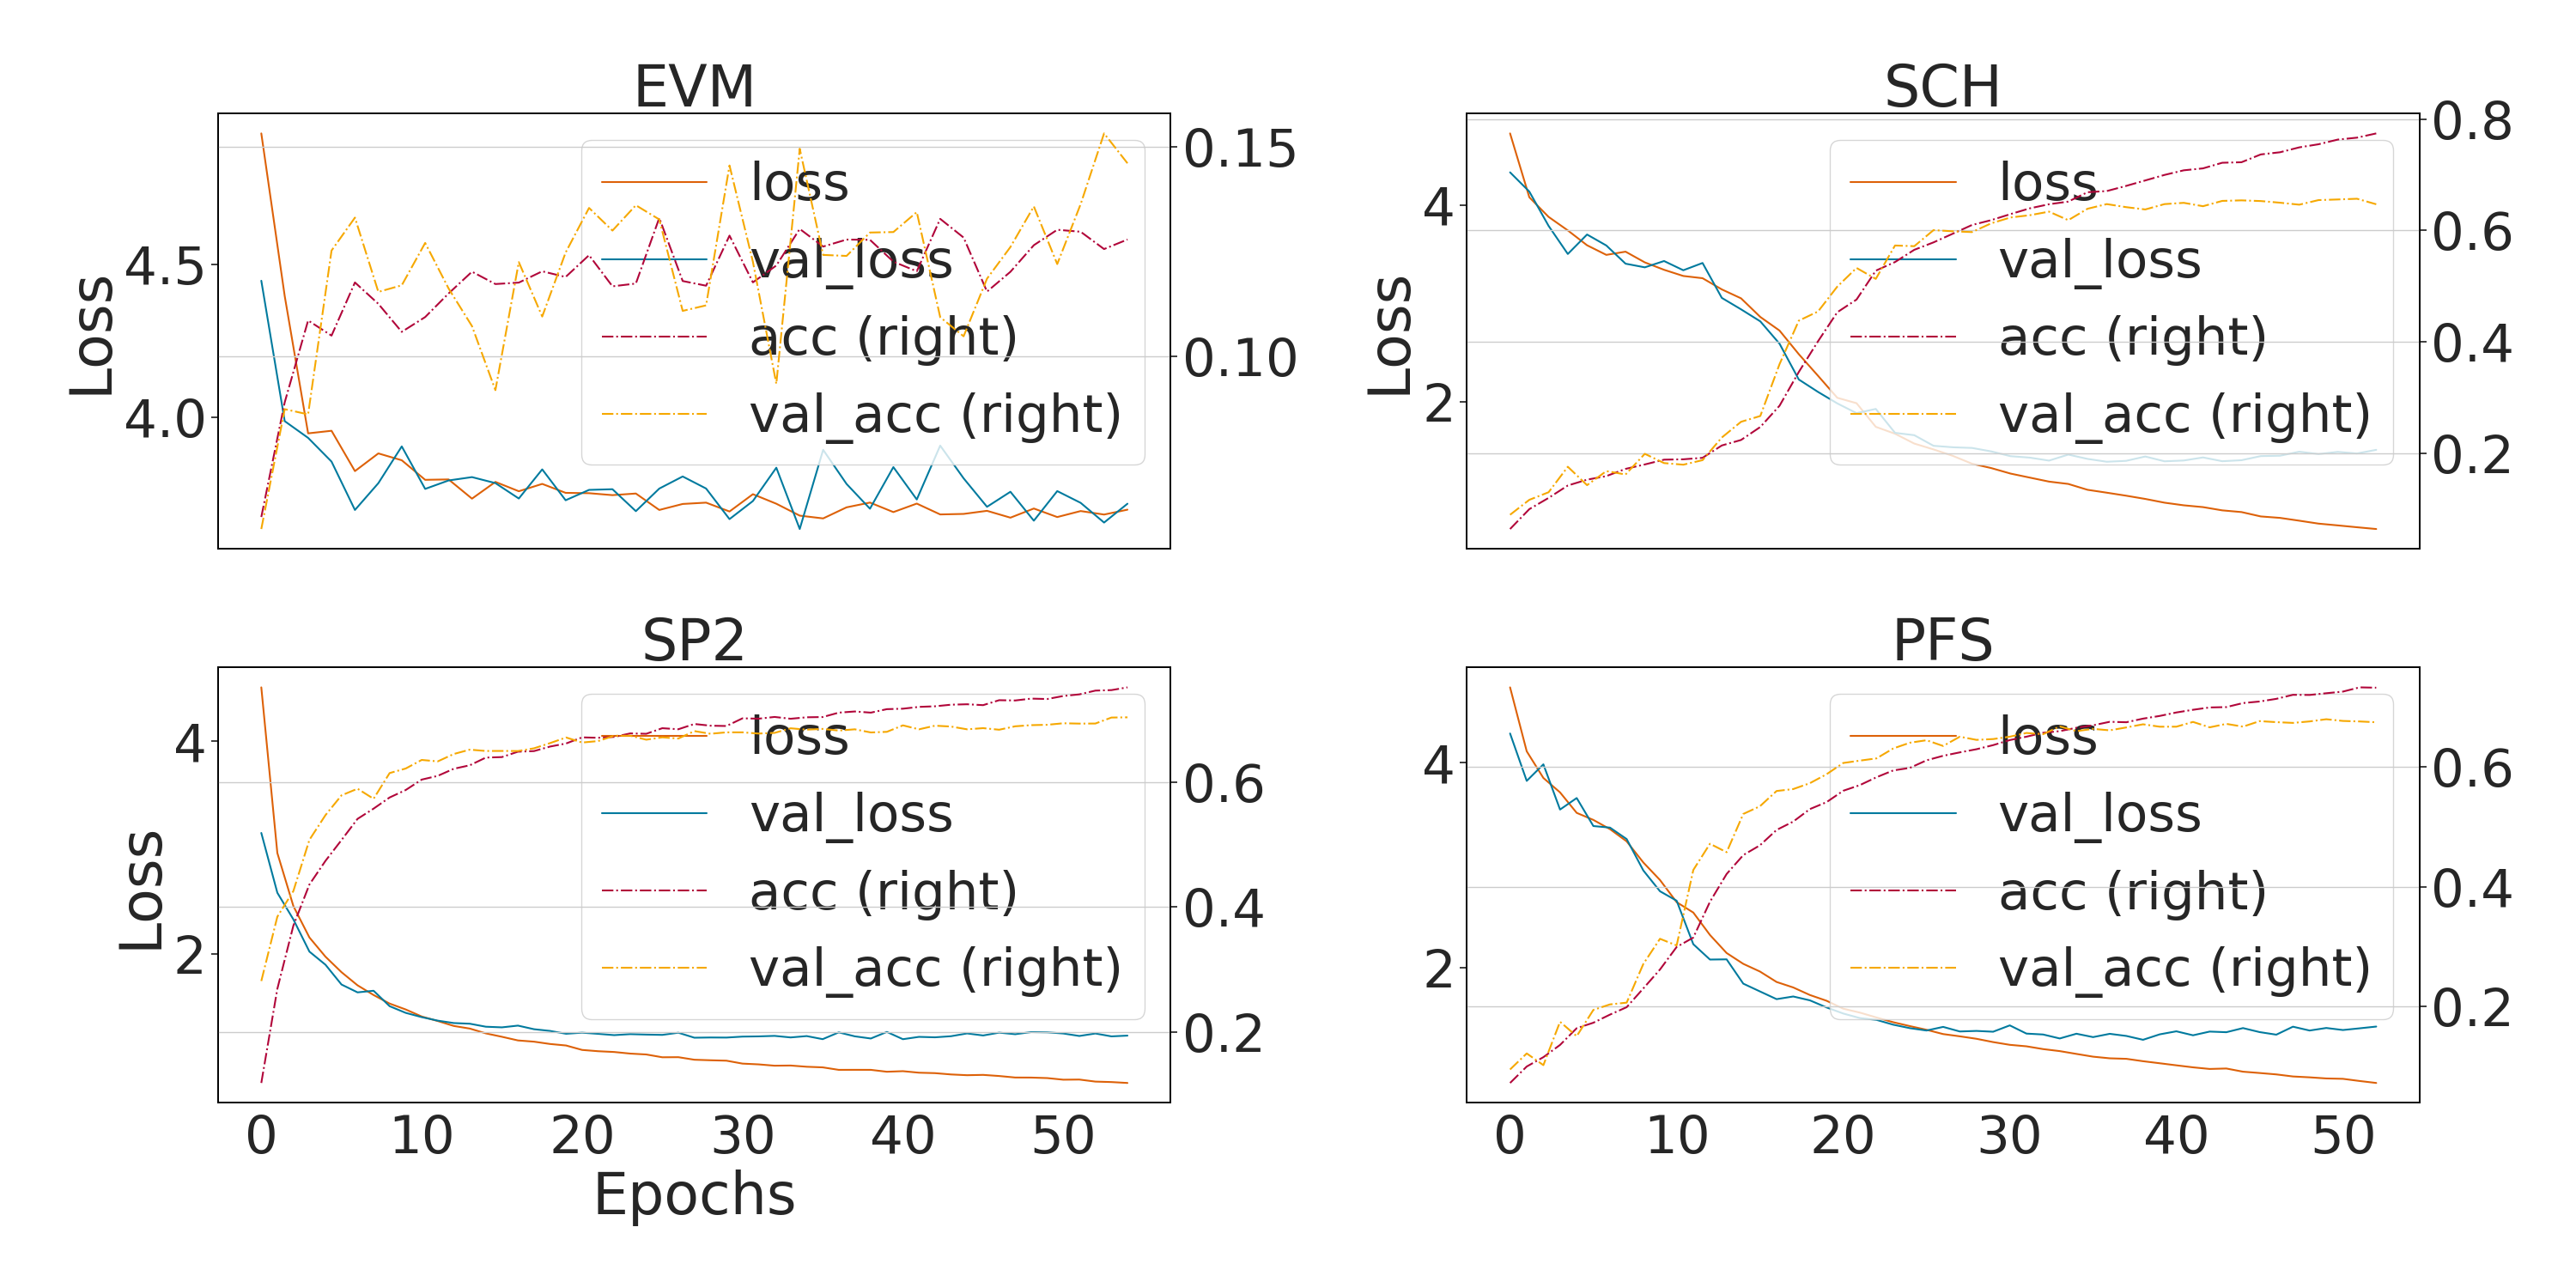 EVM
Loss
4.5
4.0
0.15
0.10
loss
val_loss
acc (right)
val_acc (right)
SCH
Loss
4
2
0.8
0.6
0.4
0.2
loss
val_loss
acc (right)
val_acc (right)
SP2
Loss
4
2
0.6
0.4
0.2
loss
val_loss
acc (right)
val_acc (right)
0 10 20 30 40 50
Epochs
PFS
4
2
0.6
0.4
0.2
loss
val_loss
acc (right)
val_acc (right)
0 10 20 30 40 50